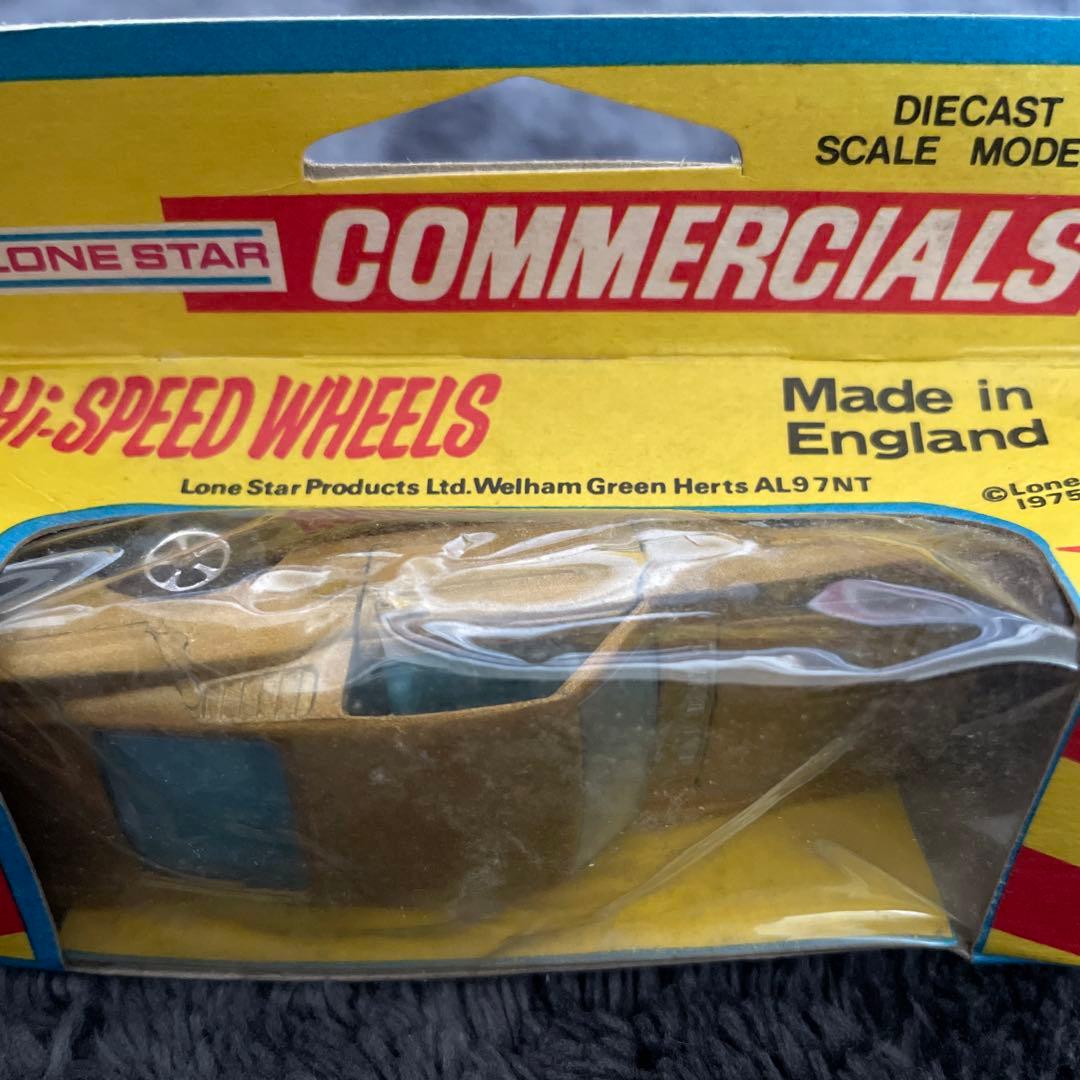 DIECAST
SCALE MODE
LONE STAR
COMMERCIALS
Hi-SPEED WHEELS
Made in
England
Lone Star Products Ltd. Welham Green Herts AL9 7NT
©Lone
1975